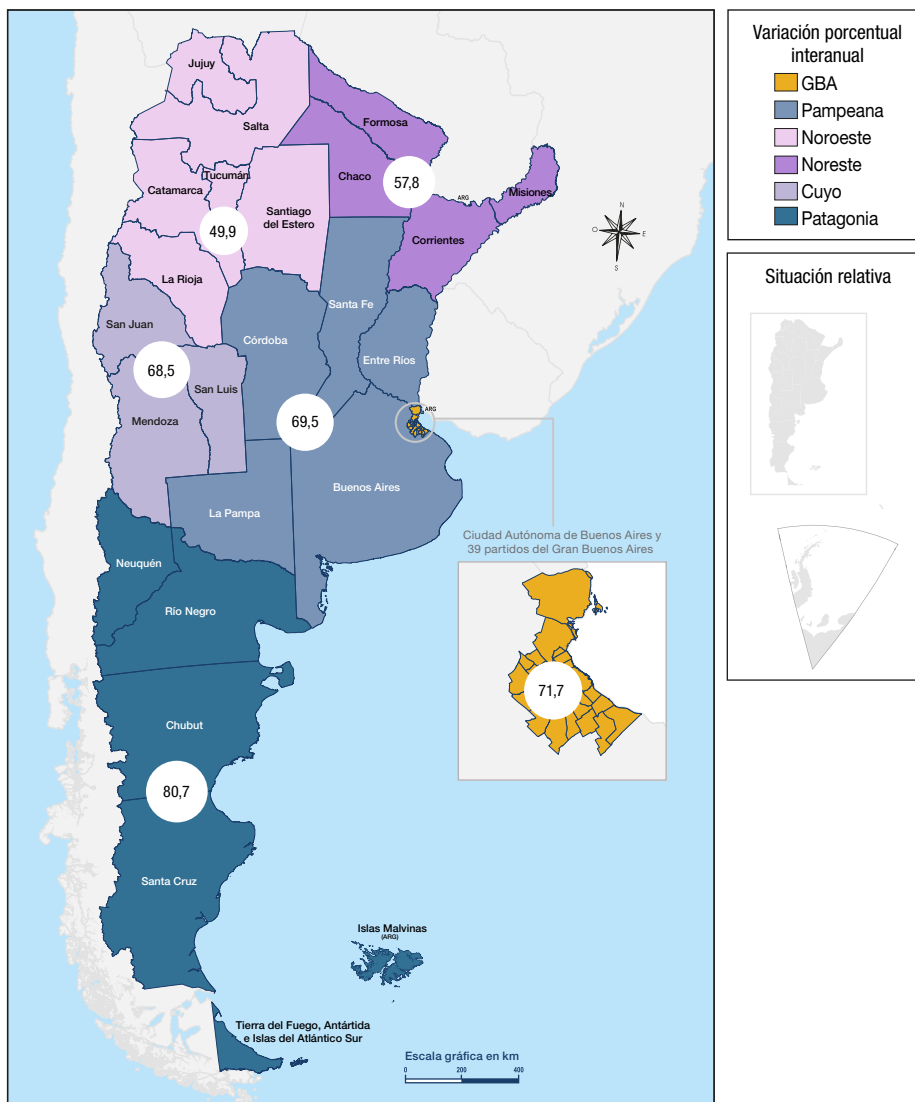 Jujuy
Salta
Formosa
Chaco
57,8
Misiones
ARG
Corrientes
Tucumán
Catamarca
49,9
Santiago
del Estero
La Rioja
San Juan
Santa Fe
Córdoba
Entre Ríos
68,5
San Luis
Mendoza
69,5
ARG
Buenos Aires
La Pampa
Ciudad Autónoma de Buenos Aires y
39 partidos del Gran Buenos Aires
71,7
Neuquén
Río Negro
Chubut
80,7
Santa Cruz
Islas Malvinas
(ARG)
Tierra del Fuego, Antártida
e Islas del Atlántico Sur
Escala gráfica en km
0 200 400
N
O E
S
Variación porcentual
interanual
GBA
Pampeana
Noroeste
Noreste
Cuyo
Patagonia
Situación relativa